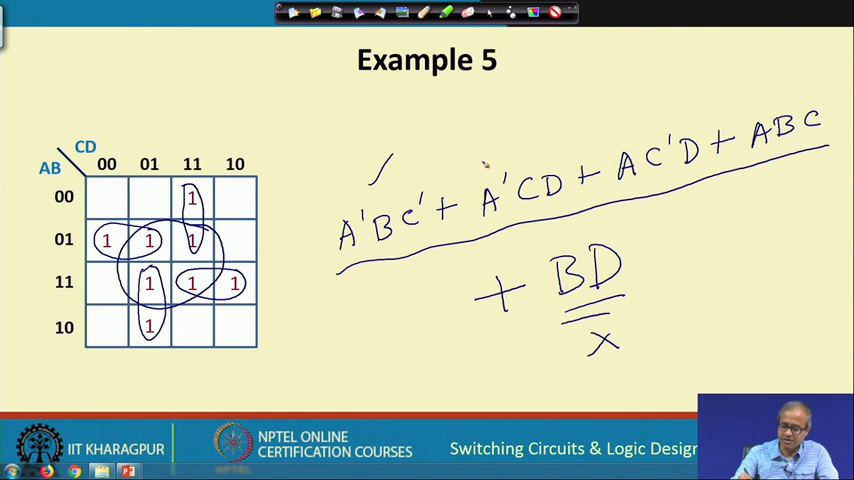 Example 5
CD
AB
00 01 11 10
00 1
01 1 1 1
11 1 1 1
10 1
A'BC' + A'CD + AC'D + ABC
+ BD
x
IIT KHARAGPUR
NPTEL ONLINE
CERTIFICATION COURSES
NPTEL
Switching Circuits & Logic Design